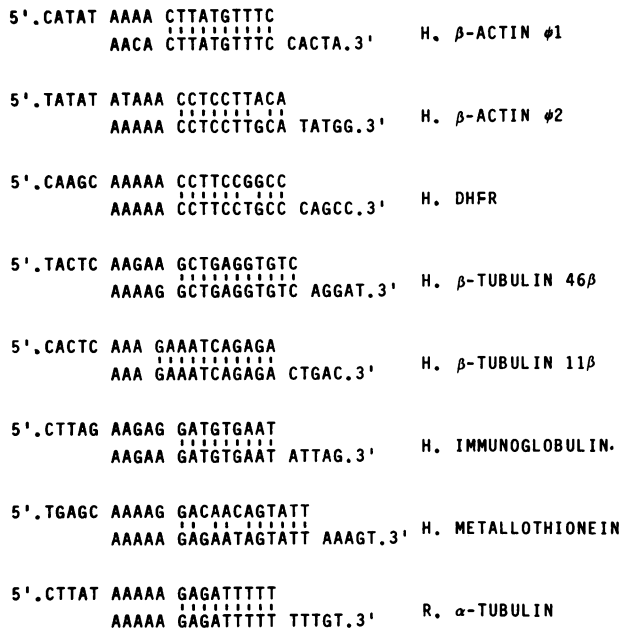 5'.CATAT AAAA CTTATGTTTC
AACA CTTATGTTTC CACTA.3' H. β-ACTIN ϕ1
5'.TATAT ATAAA CCTCCTTACA
AAAAA CCTCCTTGCA TATGG.3' H. β-ACTIN ϕ2
5'.CAAGC AAAAA CCTTCCGGCC
AAAAA CCTTCCTGCC CAGCC.3' H. DHFR
5'.TACTC AAGAA GCTGAGGTGTC
AAAAG GCTGAGGTGTC AGGAT.3' H. β-TUBULIN 46β
5'.CACTC AAA GAAATCAGAGA
AAA GAAATCAGAGA CTGAC.3' H. β-TUBULIN 11β
5'.CTTAG AAGAG GATGTGAAT
AAGAA GATGTGAAT ATTAG.3' H. IMMUNOGLOBULIN.
5'.TGAGC AAAAG GACAACAGTATT
AAAAA GAGAATAGTATT AAAGT.3' H. METALLOTHIONEIN
5'.CTTAT AAAAA GAGATTTTT
AAAAA GAGATTTTT TTTGT.3' R. α-TUBULIN